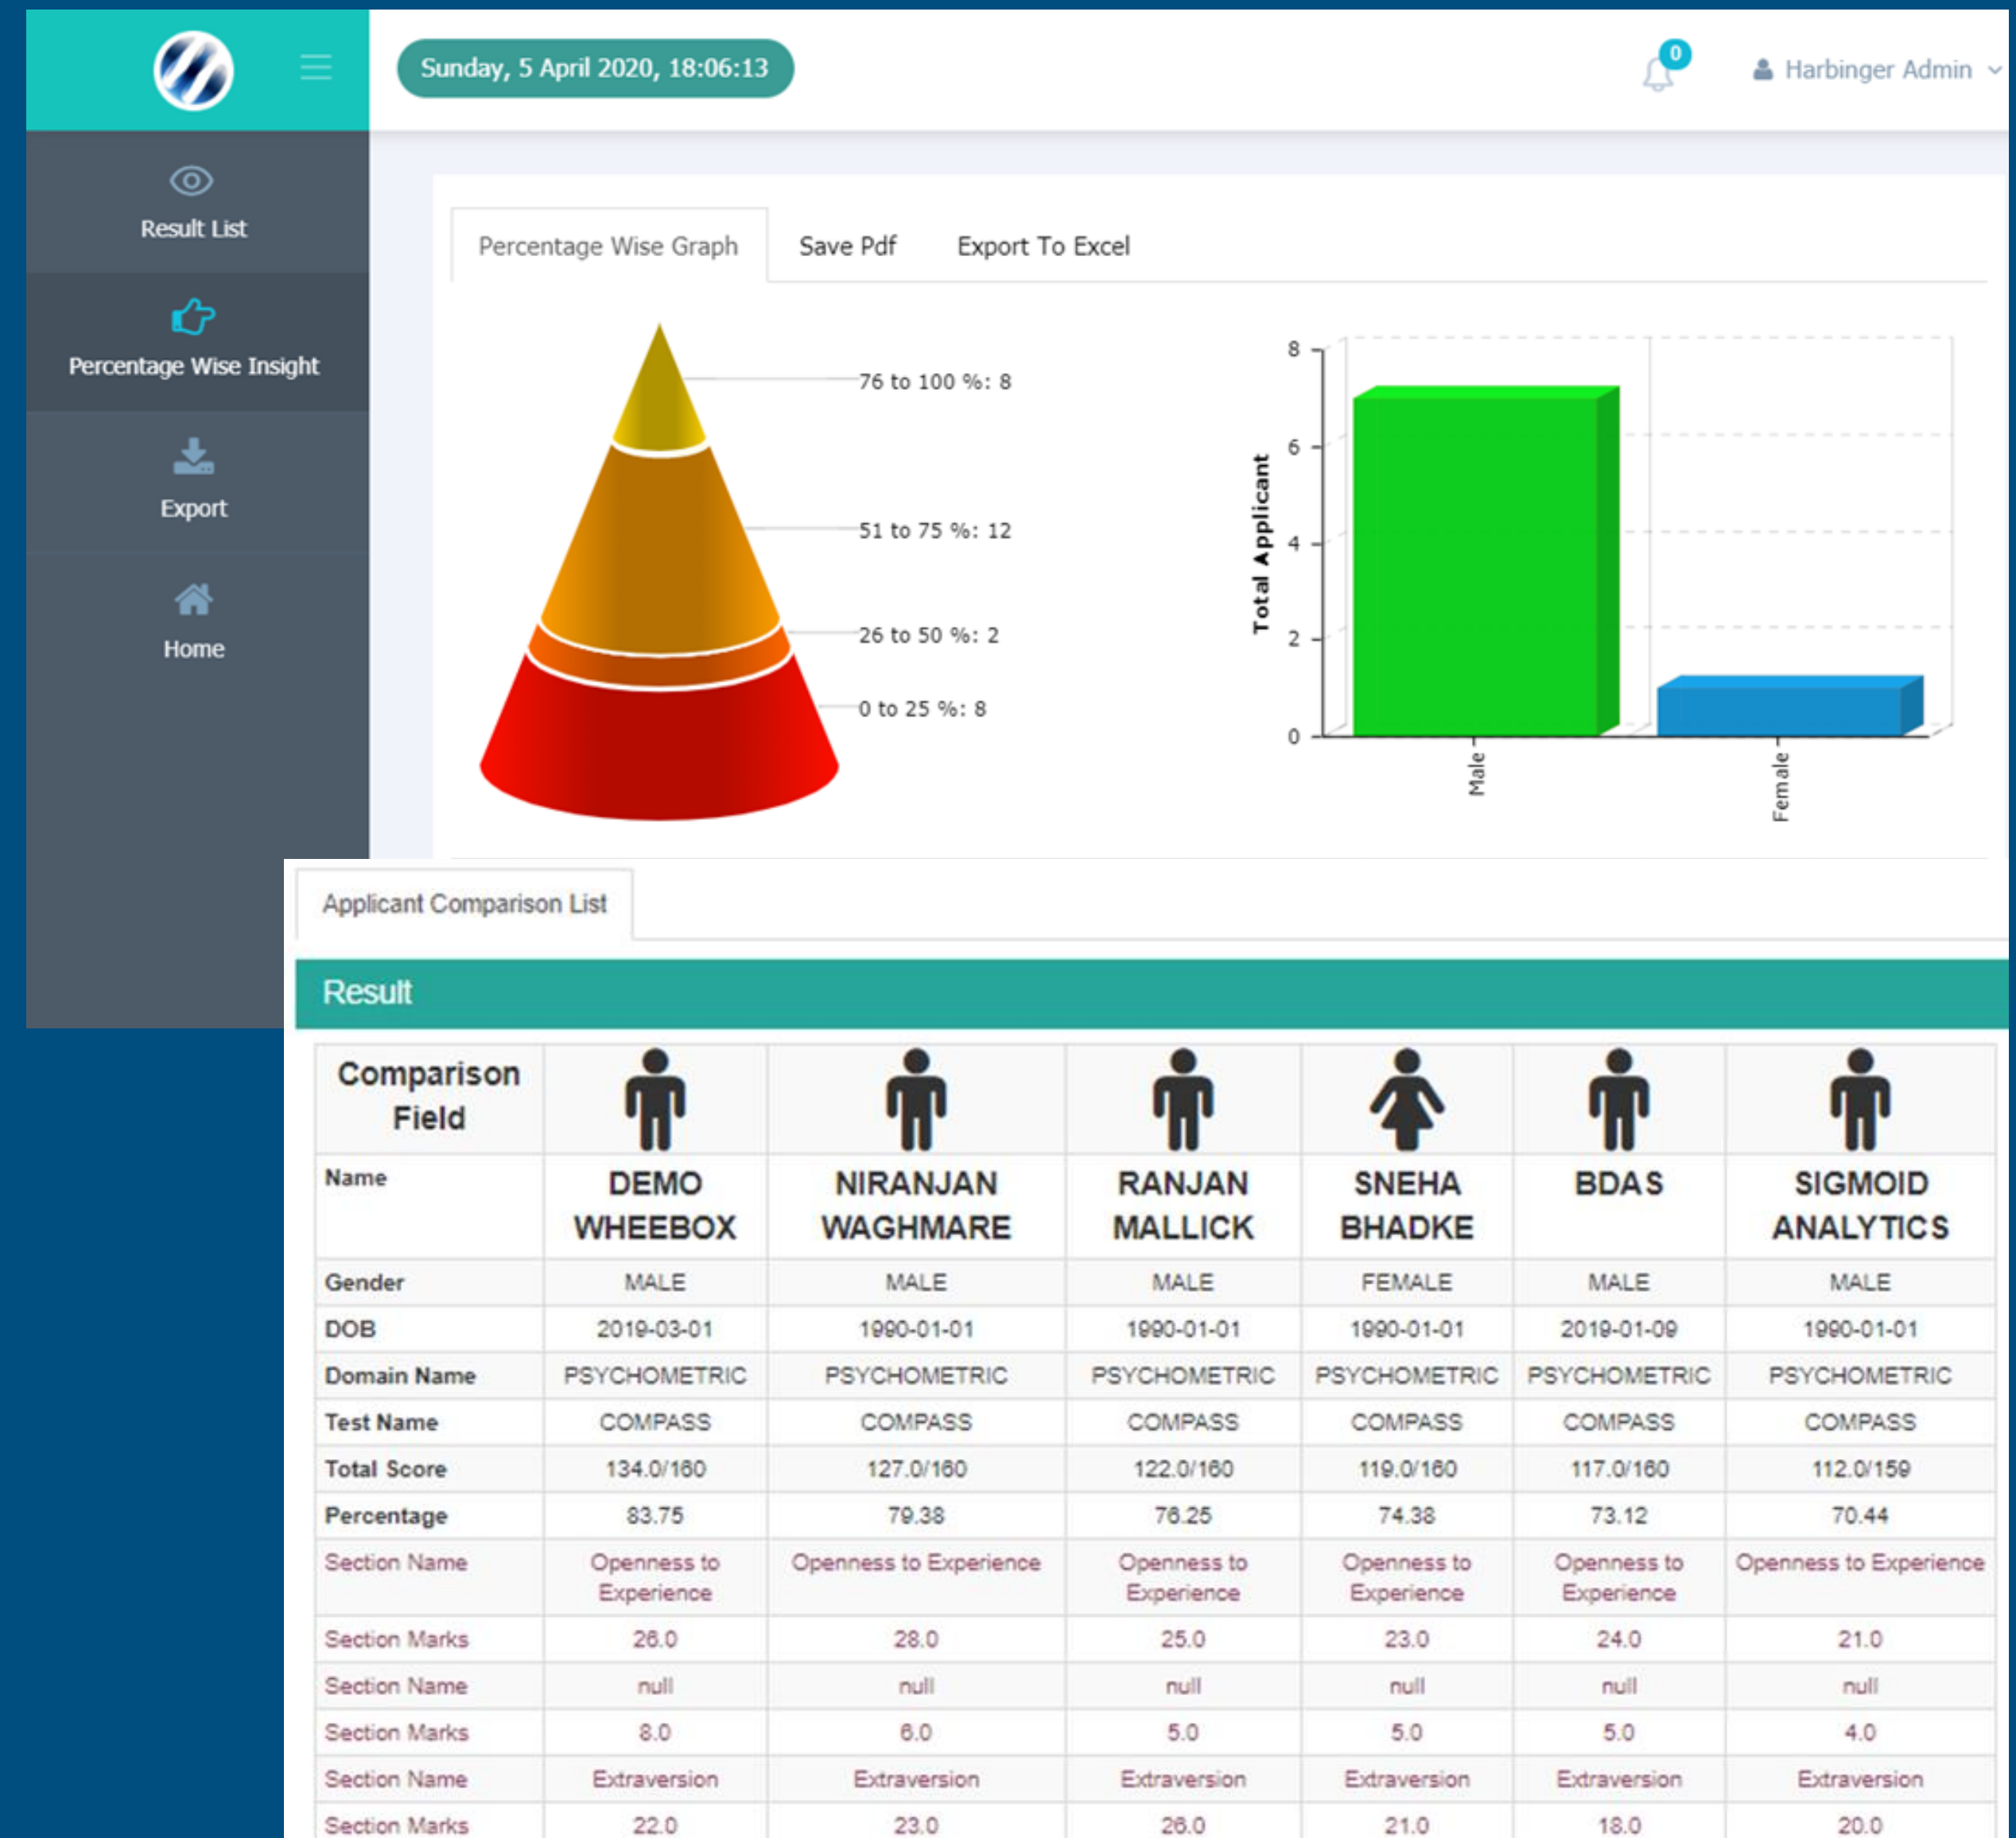 Sunday, 5 April 2020, 18:06:13
0
Harbinger Admin
Result List
Percentage Wise Insight
Export
Home
Percentage Wise Graph Save Pdf Export To Excel
76 to 100 %: 8
51 to 75 %: 12
26 to 50 %: 2
0 to 25 %: 8
Total Applicant
8
6
4
2
0
Male
Female
Applicant Comparison List
Result
Comparison
Field
Name DEMO NIRANJAN RANJAN SNEHA BDAS SIGMOID
WHEEBOX WAGHMARE MALLICK BHADKE ANALYTICS
Gender MALE MALE MALE FEMALE MALE MALE
DOB 2019-03-01 1990-01-01 1990-01-01 1990-01-01 2019-01-09 1990-01-01
Domain Name PSYCHOMETRIC PSYCHOMETRIC PSYCHOMETRIC PSYCHOMETRIC PSYCHOMETRIC PSYCHOMETRIC
Test Name COMPASS COMPASS COMPASS COMPASS COMPASS COMPASS
Total Score 134.0/160 127.0/160 122.0/160 119.0/160 117.0/160 112.0/159
Percentage 83.75 79.38 76.25 74.38 73.12 70.44
Section Name Openness to Openness to Experience Openness to Openness to Openness to Openness to Experience
Experience Experience Experience Experience
Section Marks 26.0 28.0 25.0 23.0 24.0 21.0
Section Name null null null null null null
Section Marks 8.0 6.0 5.0 5.0 5.0 4.0
Section Name Extraversion Extraversion Extraversion Extraversion Extraversion Extraversion
Section Marks 22.0 23.0 26.0 21.0 18.0 20.0